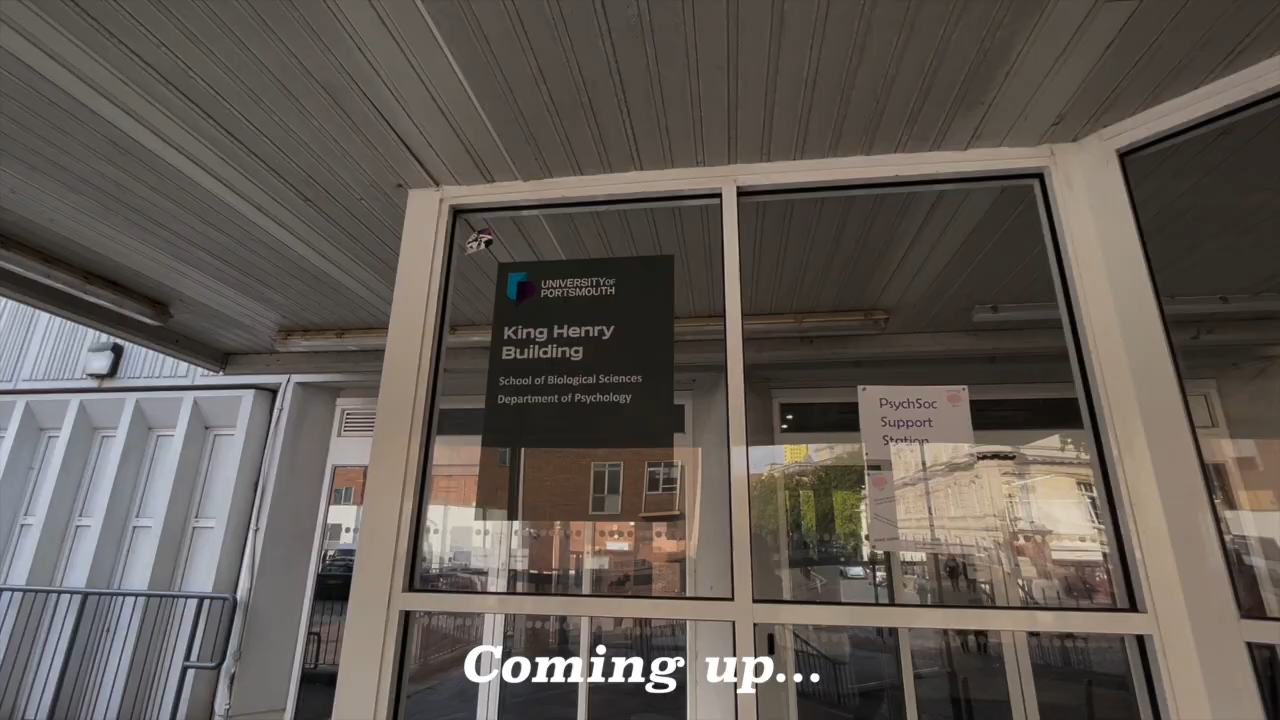 UNIVERSITY OF
PORTSMOUTH
King Henry
Building
School of Biological Sciences
Department of Psychology
PsychSoc
Support
Station
Coming up...